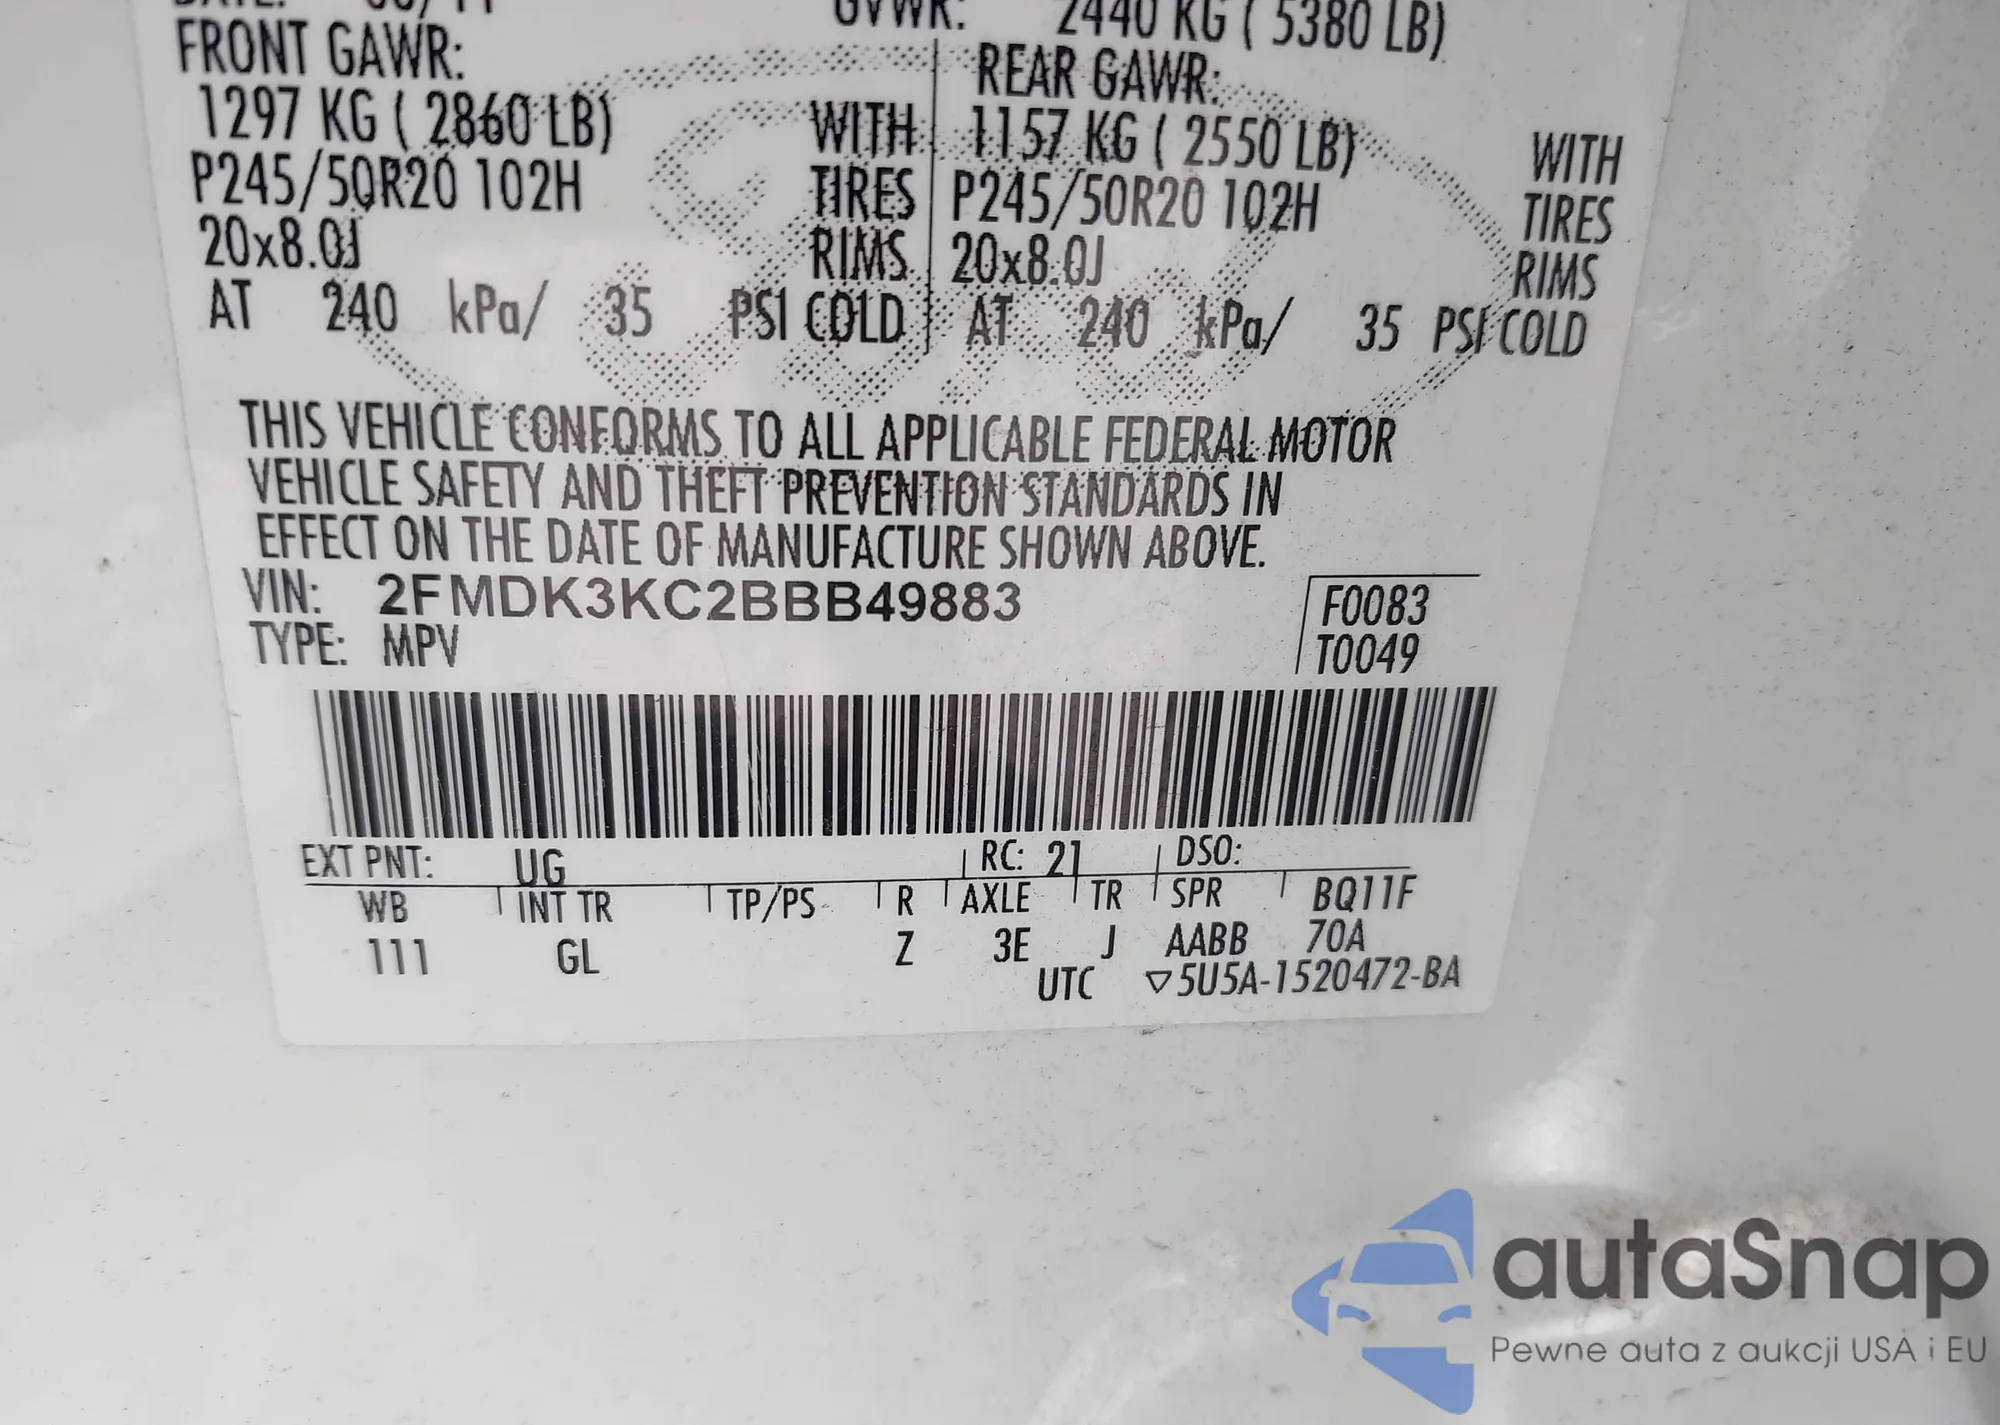 GVWR: 2440 KG ( 5380 LB)
FRONT GAWR: REAR GAWR:
1297 KG ( 2860 LB) WITH 1157 KG ( 2550 LB) WITH
P245/50R20 102H TIRES P245/50R20 102H TIRES
20x8.0J RIMS 20x8.0J RIMS
AT 240 kPa/ 35 PSI COLD AT 240 kPa/ 35 PSI COLD
THIS VEHICLE CONFORMS TO ALL APPLICABLE FEDERAL MOTOR
VEHICLE SAFETY AND THEFT PREVENTION STANDARDS IN
EFFECT ON THE DATE OF MANUFACTURE SHOWN ABOVE.
VIN: 2FMDK3KC2BBB49883 F0083
TYPE: MPV T0049
EXT PNT: UG RC: 21 DSO:
WB INT TR TP/PS R AXLE TR SPR BQ11F
111 GL Z 3E J AABB 70A
UTC ▽5U5A-1520472-BA
autaSnap
Pewne auta z aukcji USA i EU